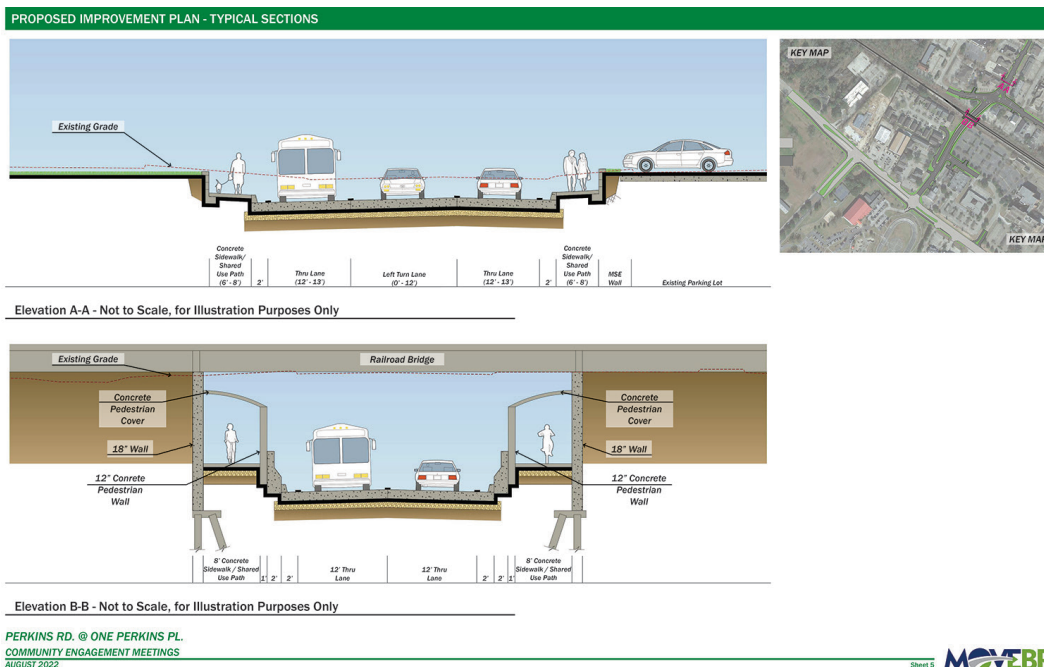 PROPOSED IMPROVEMENT PLAN - TYPICAL SECTIONS
KEY MAP
Existing Grade
KEY MAP
Concrete
Sidewalk/
Shared
Use Path
(6' - 8')
2'
Thru Lane
(12' - 13')
Left Turn Lane
(0' - 12')
Thru Lane
(12' - 13')
2'
Concrete
Sidewalk/
Shared
Use Path
(6' - 8')
MSE
Wall
Existing Parking Lot
Elevation A-A - Not to Scale, for Illustration Purposes Only
Existing Grade
Railroad Bridge
Concrete
Pedestrian
Cover
18" Wall
12" Conrete
Pedestrian
Wall
Concrete
Pedestrian
Cover
18" Wall
12" Concrete
Pedestrian
Wall
8' Concrete
Sidewalk / Shared
Use Path
1'
2'
2'
12' Thru
Lane
12' Thru
Lane
2'
2'
1'
8' Concrete
Sidewalk / Shared
Use Path
Elevation B-B - Not to Scale, for Illustration Purposes Only
PERKINS RD. @ ONE PERKINS PL.
COMMUNITY ENGAGEMENT MEETINGS
AUGUST 2022
Sheet 5
MOVEBR